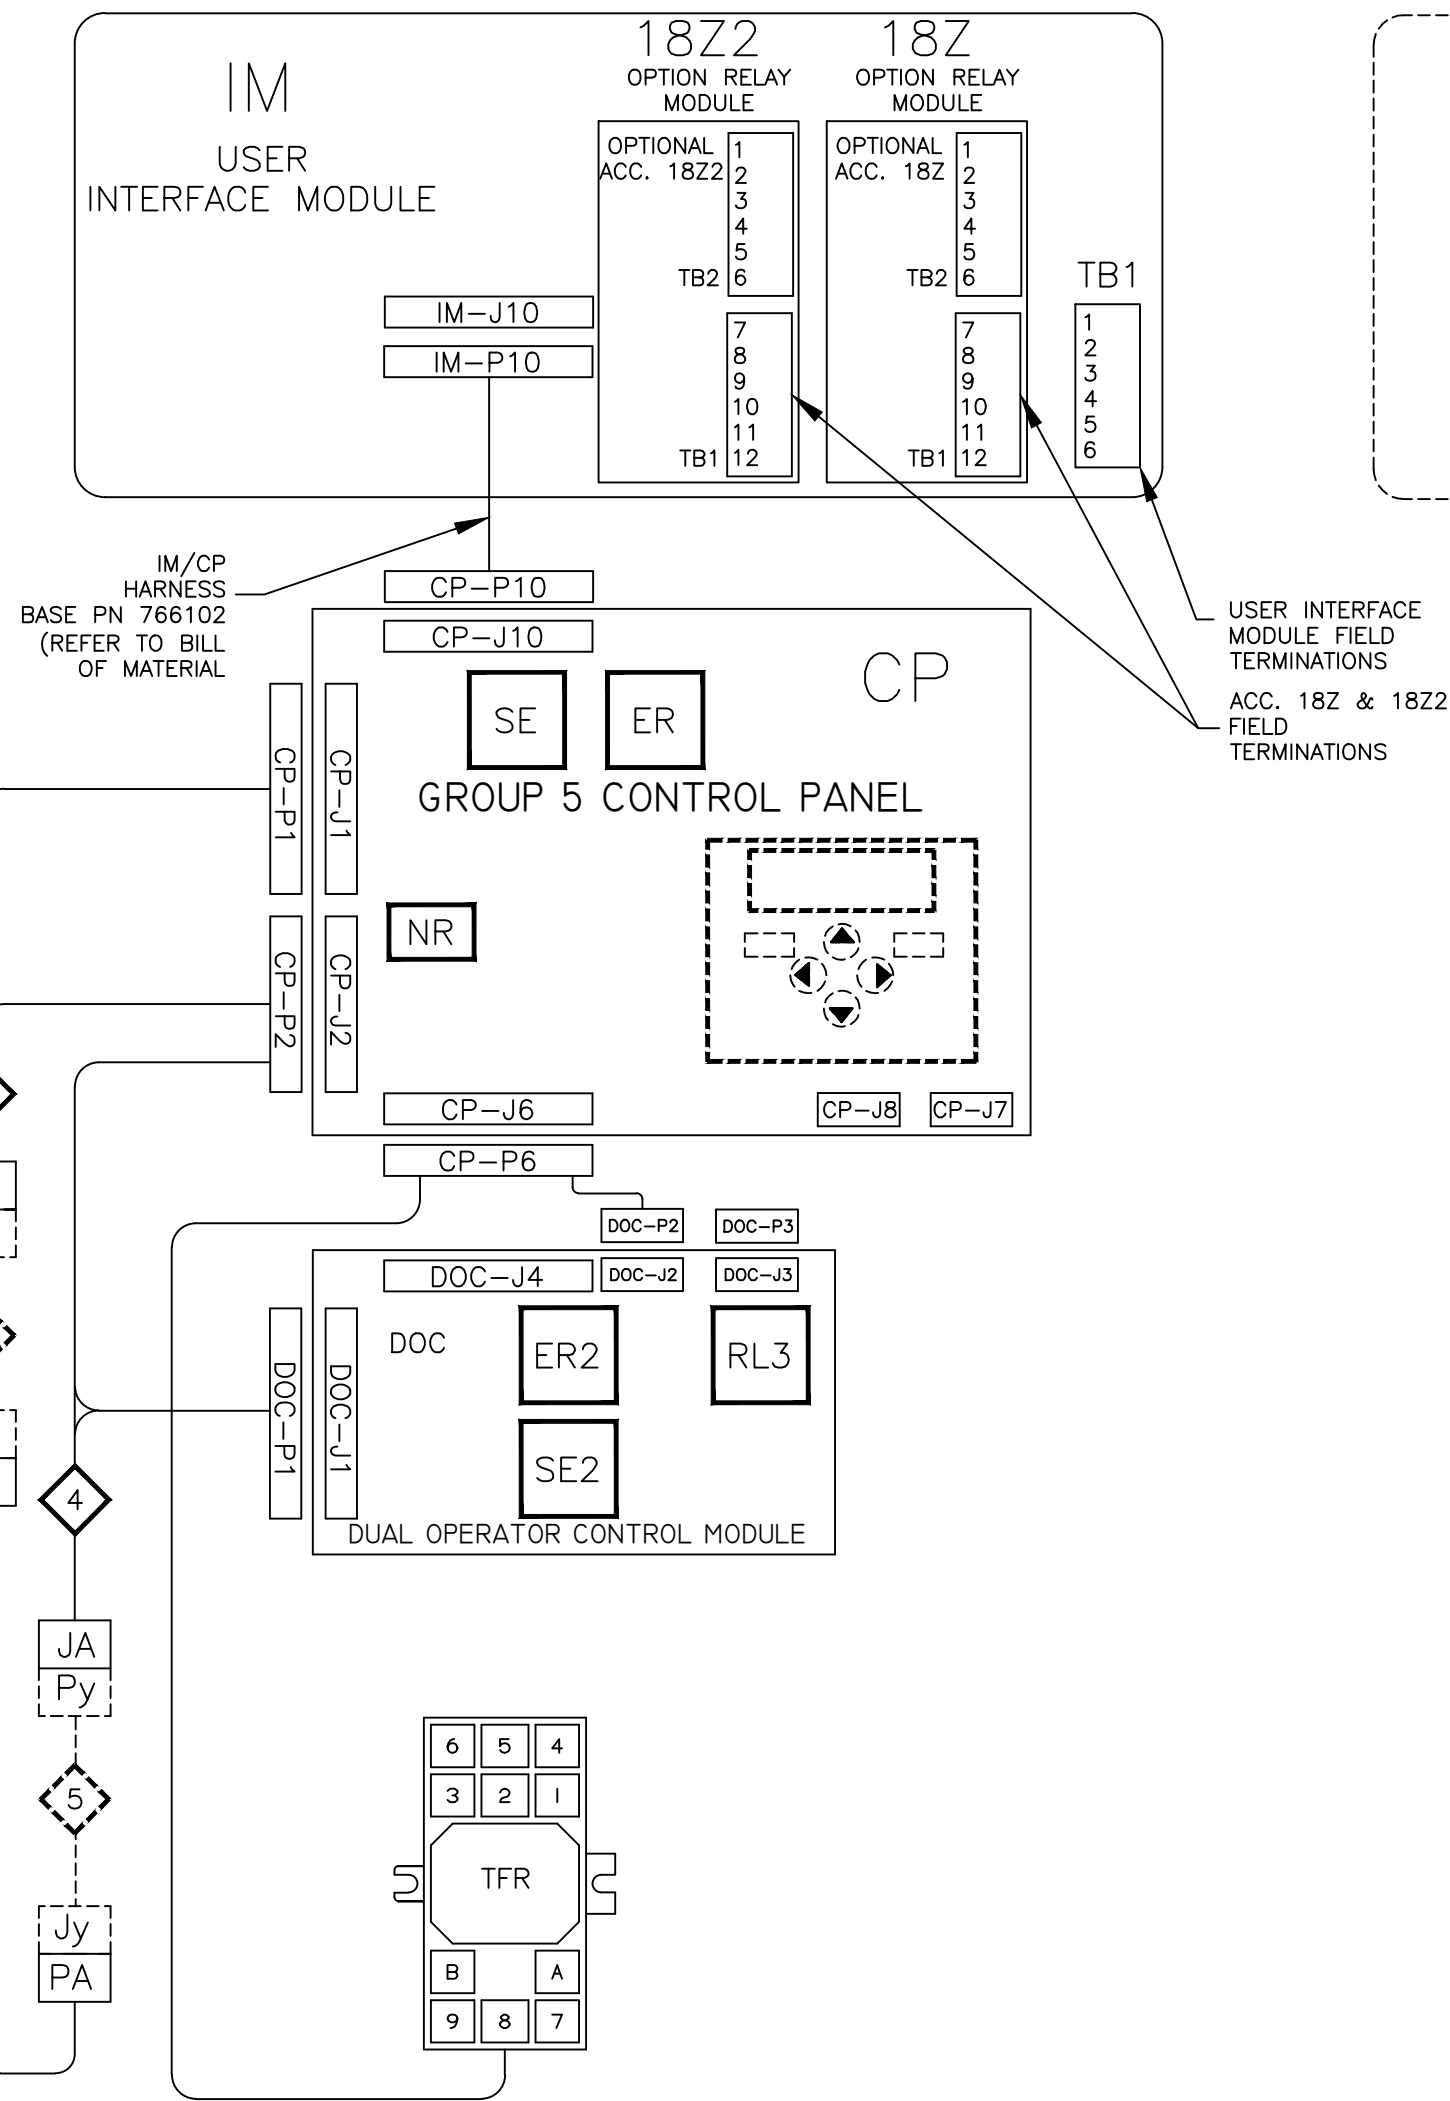 IM
USER
INTERFACE MODULE
18Z2
OPTION RELAY
MODULE
OPTIONAL
ACC. 18Z2
1
2
3
4
5
TB2 6
7
8
9
10
11
TB1 12
18Z
OPTION RELAY
MODULE
OPTIONAL
ACC. 18Z
1
2
3
4
5
TB2 6
7
8
9
10
11
TB1 12
TB1
1
2
3
4
5
6
IM-J10
IM-P10
IM/CP
HARNESS
BASE PN 766102
(REFER TO BILL
OF MATERIAL
USER INTERFACE
MODULE FIELD
TERMINATIONS
ACC. 18Z & 18Z2
FIELD
TERMINATIONS
CP-P10
CP-J10
CP
SE
ER
GROUP 5 CONTROL PANEL
CP-P1
CP-J1
NR
CP-P2
CP-J2
CP-J6
CP-J8
CP-J7
CP-P6
DOC-P2
DOC-P3
DOC-J4
DOC-J2
DOC-J3
DOC
ER2
RL3
DOC-P1
DOC-J1
SE2
DUAL OPERATOR CONTROL MODULE
4
JA
Py
5
Jy
PA
6 5 4
3 2 1
TFR
B A
9 8 7